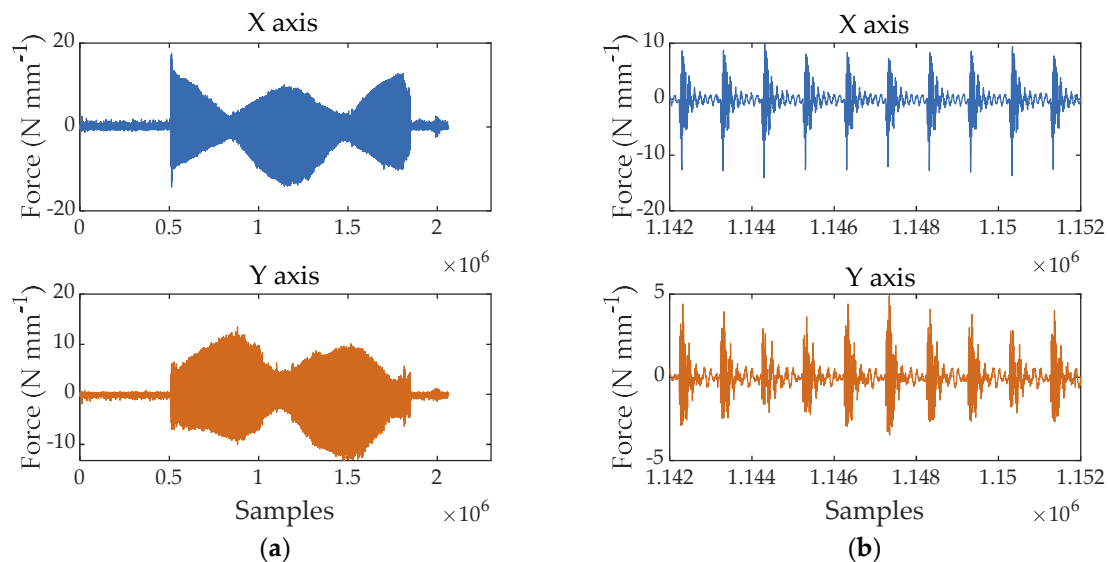 X axis
20
0
-20
Force (N mm-1)
0 0.5 1 1.5 2
×10^6
Y axis
20
10
0
-10
Force (N mm-1)
0 0.5 1 1.5 2
Samples ×10^6
(a)
X axis
10
0
-10
-20
Force (N mm-1)
1.142 1.144 1.146 1.148 1.15 1.152
×10^6
Y axis
5
0
-5
Force (N mm-1)
1.142 1.144 1.146 1.148 1.15 1.152
Samples ×10^6
(b)